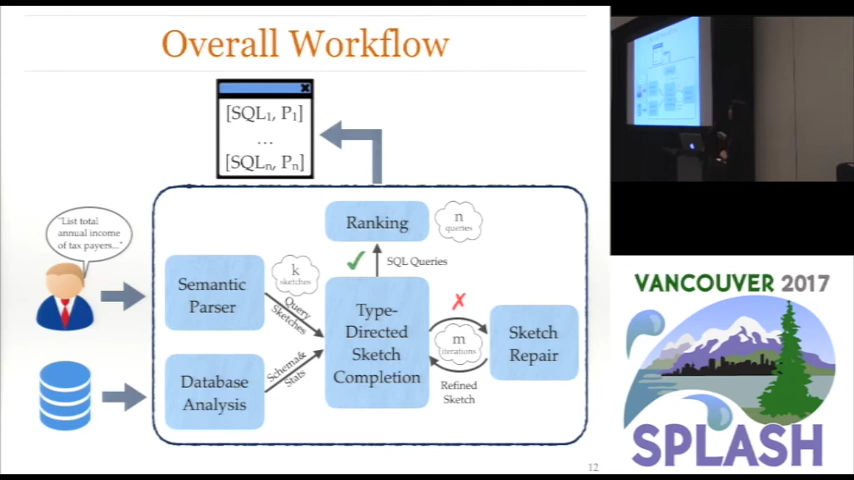 Overall Workflow
[SQL1, P1]
...
[SQLn, Pn]
"List total
annual income
of tax payers..."
Ranking
n
queries
SQL Queries
Semantic
Parser
k
sketches
Query
Sketches
Type-
Directed
Sketch
Completion
m
iterations
Sketch
Repair
Refined
Sketch
Database
Analysis
Schema&
Stats
12
VANCOUVER 2017
SPLASH